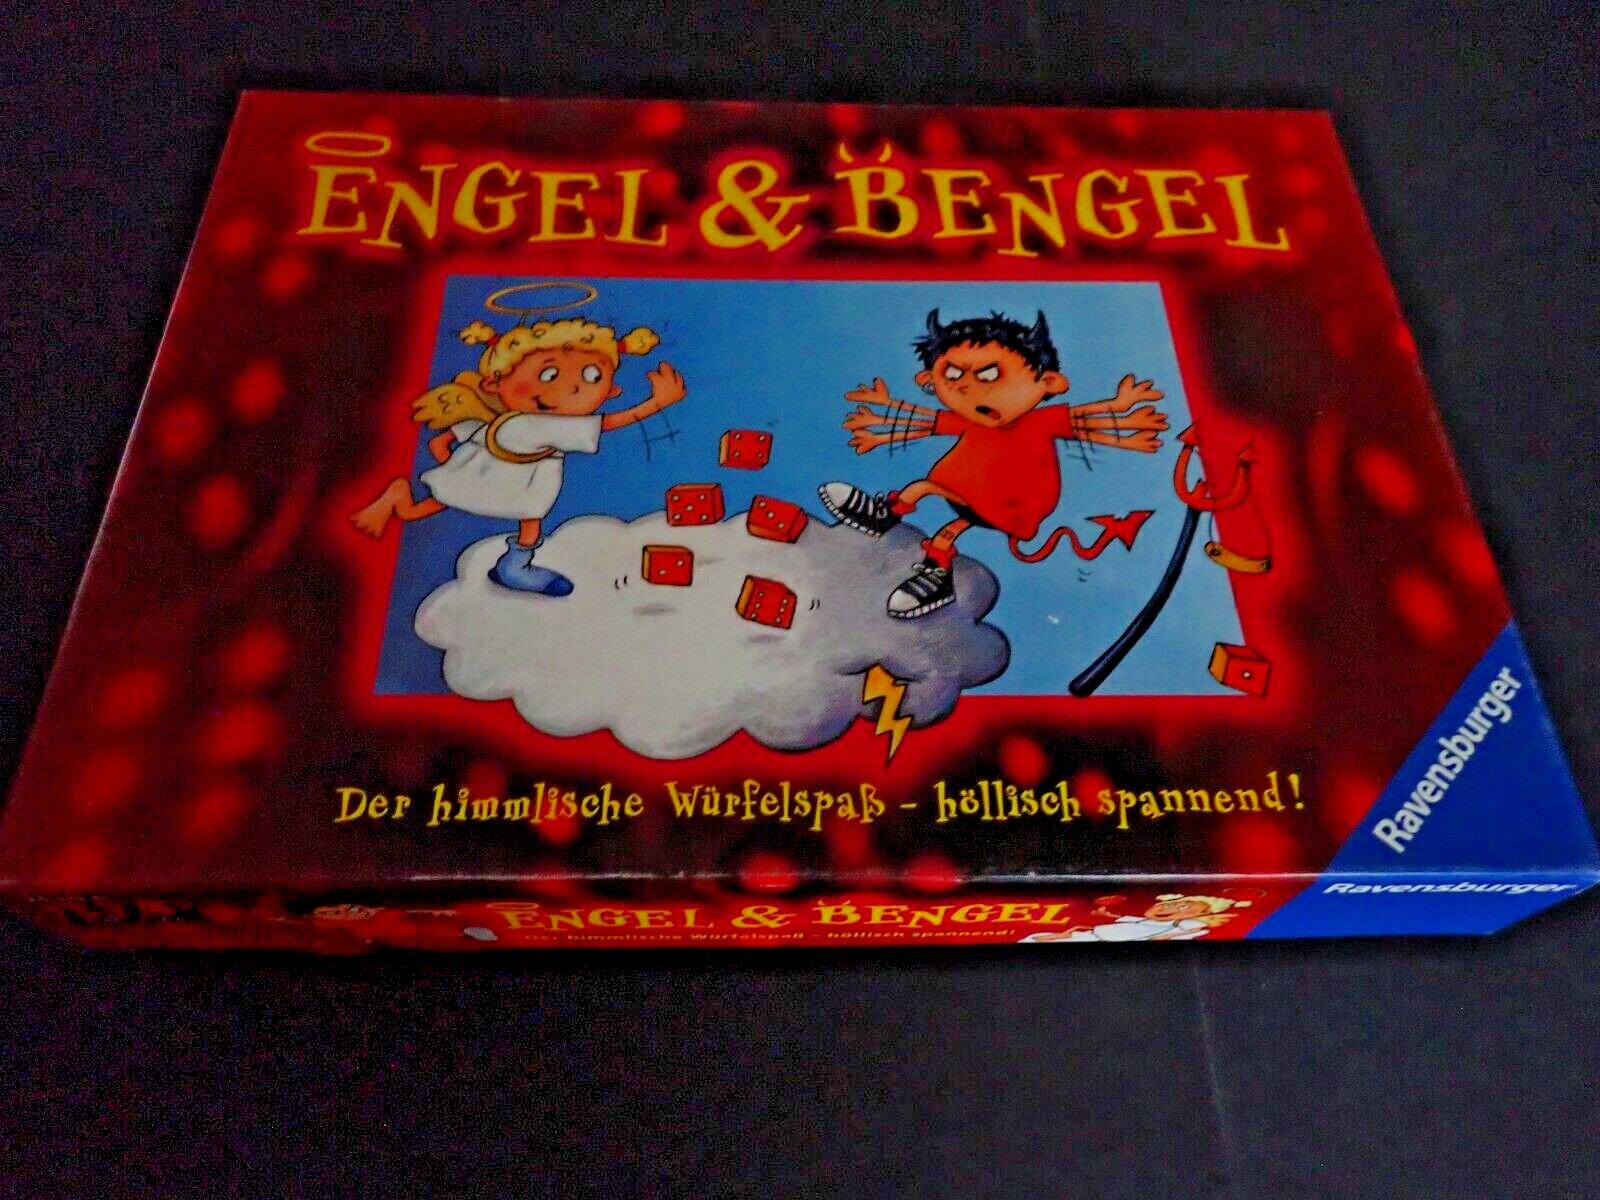 ENGEL & BENGEL
Der himmlische Würfelspaß – höllisch spannend!
Ravensburger
ENGEL & BENGEL
Der himmlische Würfelspaß – höllisch spannend!
Ravensburger